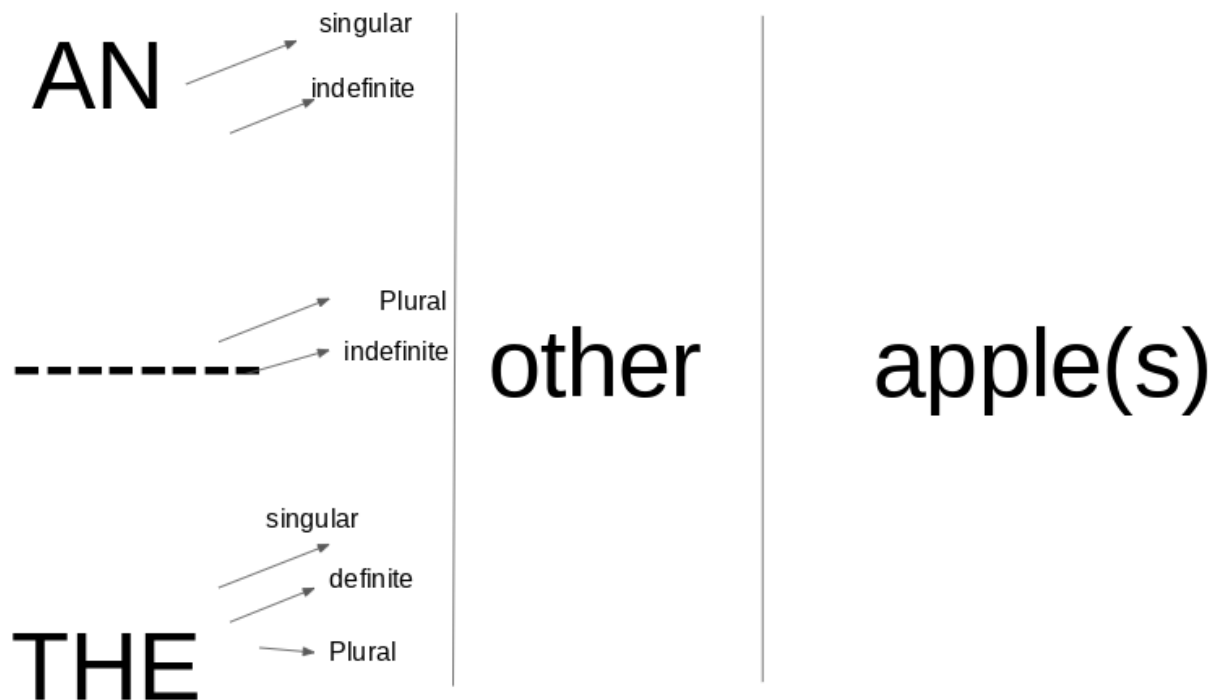 AN
singular
indefinite
Plural
indefinite
other
apple(s)
singular
definite
THE
Plural